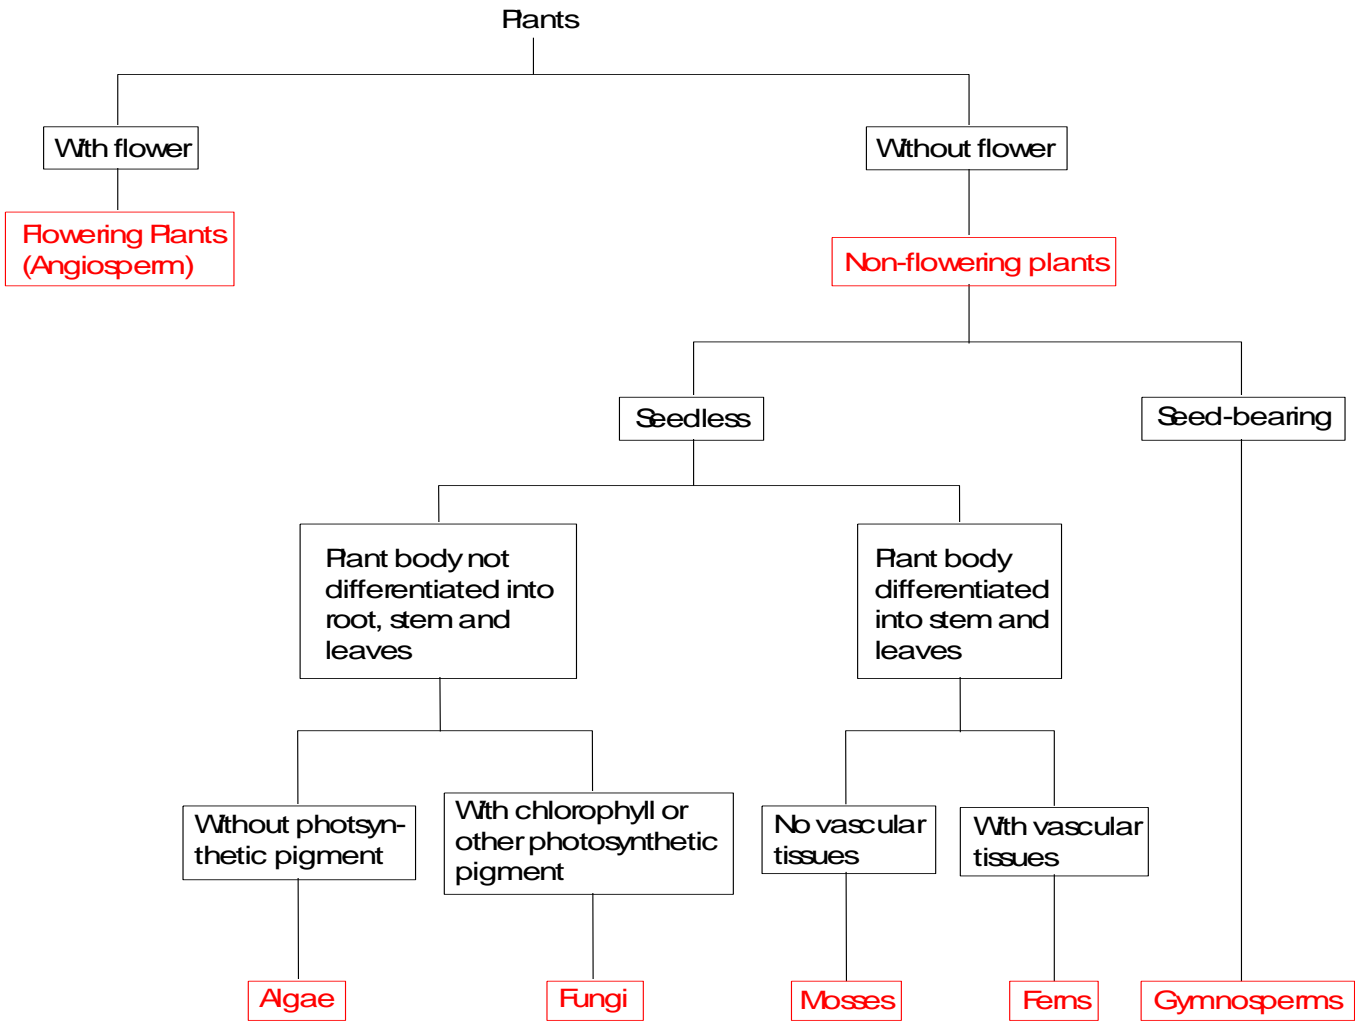 Plants
With flower
Without flower
Flowering Plants
(Angiosperm)
Non-flowering plants
Seedless
Seed-bearing
Plant body not
differentiated into
root, stem and
leaves
Plant body
differentiated
into stem and
leaves
Without photsyn-
thetic pigment
With chlorophyll or
other photosynthetic
pigment
No vascular
tissues
With vascular
tissues
Algae
Fungi
Mosses
Ferns
Gymnosperms